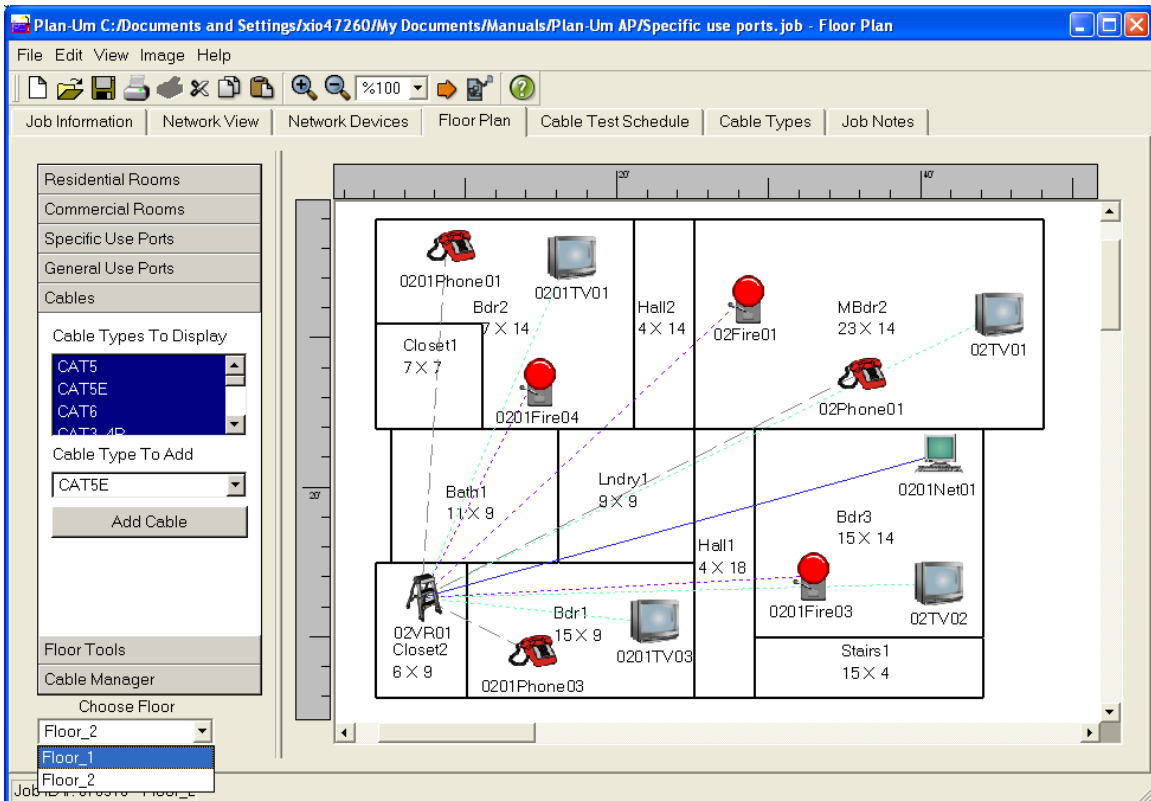 Plan-Um C:/Documents and Settings/xio47260/My Documents/Manuals/Plan-Um AP/Specific use ports.job - Floor Plan
File Edit View Image Help
%100
Job Information Network View Network Devices Floor Plan Cable Test Schedule Cable Types Job Notes
Residential Rooms
Commercial Rooms
Specific Use Ports
General Use Ports
Cables
Cable Types To Display
CAT5
CAT5E
CAT6
CAT3_4P
Cable Type To Add
CAT5E
Add Cable
Floor Tools
Cable Manager
Choose Floor
Floor_2
Floor_1
Floor_2
20'
40'
20'
0201Phone01
0201TV01
Bdr2
7 X 14
Closet1
7 X 7
0201Fire04
Hall2
4 X 14
02Fire01
MBdr2
23 X 14
02TV01
02Phone01
Bath1
11 X 9
Lndry1
9 X 9
0201Net01
Bdr3
15 X 14
Hall1
4 X 18
0201Fire03
02TV02
02VR01
Closet2
6 X 9
Bdr1
15 X 9
0201TV03
0201Phone03
Stairs1
15 X 4